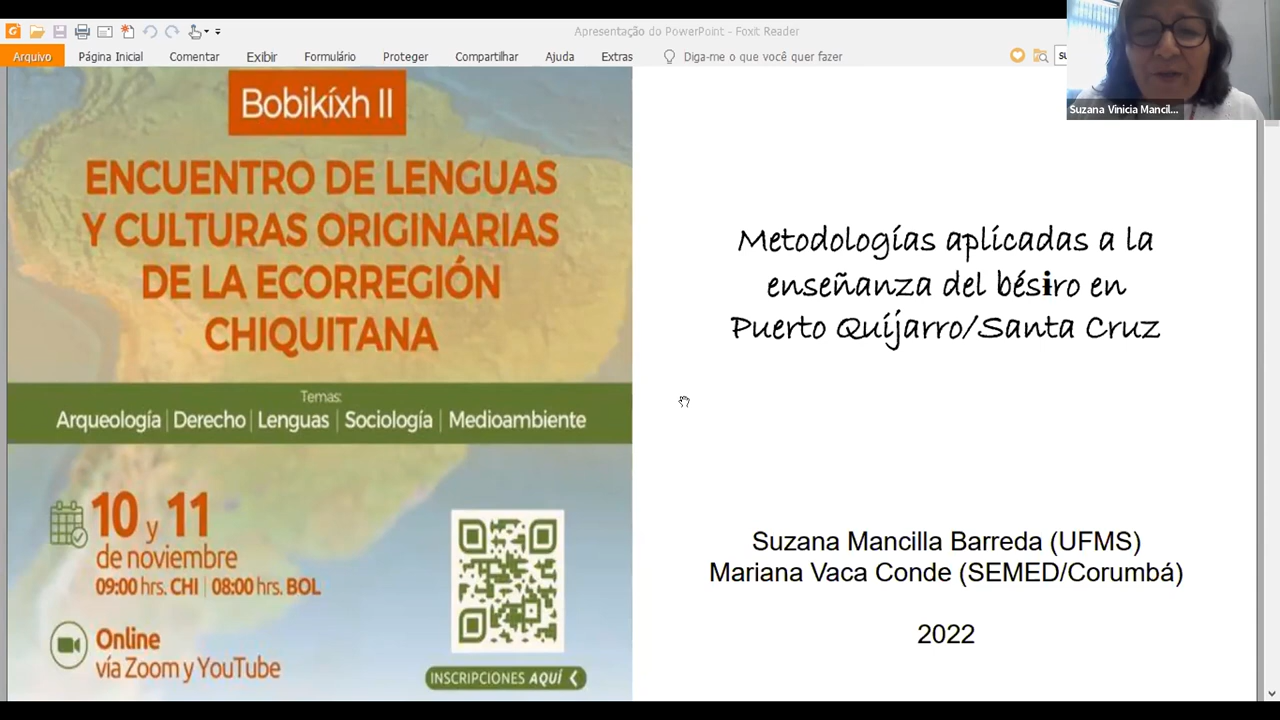 Apresentação do PowerPoint - Foxit Reader
Arquivo Página Inicial Comentar Exibir Formulário Proteger Compartilhar Ajuda Extras Diga-me o que você quer fazer su
Suzana Vinicia Mancil...
Bobikíxh II
ENCUENTRO DE LENGUAS
Y CULTURAS ORIGINARIAS
DE LA ECORREGIÓN
CHIQUITANA
Temas:
Arqueología | Derecho | Lenguas | Sociología | Medioambiente
10 y 11
de noviembre
09:00 hrs. CHI | 08:00 hrs. BOL
Online
vía Zoom y YouTube
INSCRIPCIONES AQUÍ
Metodologías aplicadas a la
enseñanza del bésɨro en
Puerto Quijarro/Santa Cruz
Suzana Mancilla Barreda (UFMS)
Mariana Vaca Conde (SEMED/Corumbá)
2022